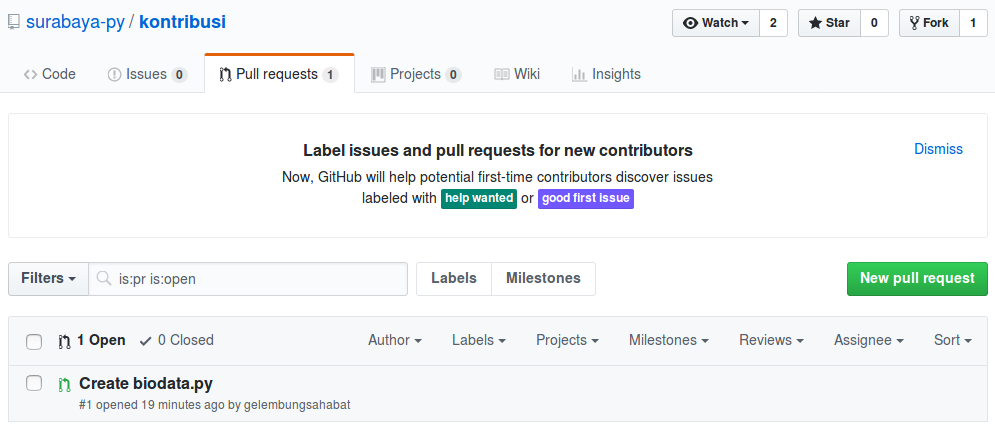 surabaya-py / kontribusi
Watch 2 Star 0 Fork 1
Code Issues 0 Pull requests 1 Projects 0 Wiki Insights
Label issues and pull requests for new contributors
Dismiss
Now, GitHub will help potential first-time contributors discover issues
labeled with help wanted or good first issue
Filters is:pr is:open Labels Milestones New pull request
1 Open 0 Closed Author Labels Projects Milestones Reviews Assignee Sort
Create biodata.py
#1 opened 19 minutes ago by gelembungsahabat